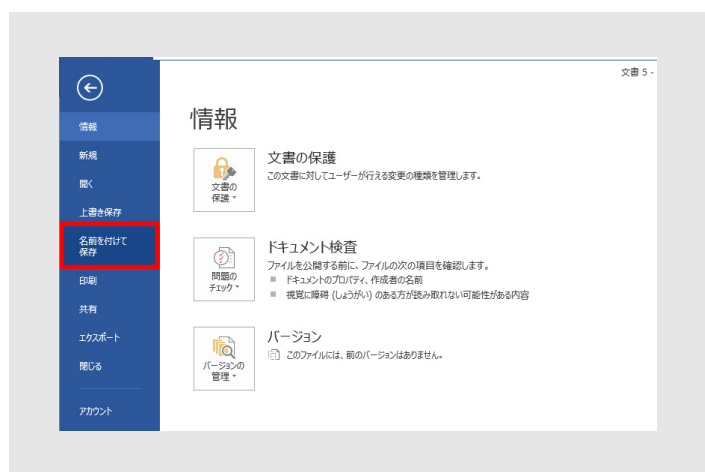 文書 5 -
情報
新規
開く
上書き保存
名前を付けて
保存
印刷
共有
エクスポート
閉じる
アカウント
情報
文書の
保護
文書の保護
この文書に対してユーザーが行える変更の種類を管理します。
問題の
チェック
ドキュメント検査
ファイルを公開する前に、ファイルの次の項目を確認します。
ドキュメントのプロパティ、作成者の名前
視覚に障碍 (しょうがい) のある方が読み取れない可能性がある内容
バージョンの
管理
バージョン
このファイルには、前のバージョンはありません。